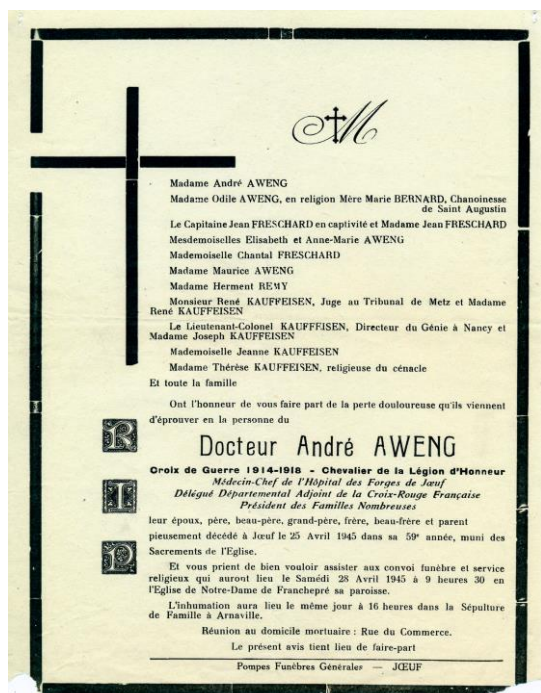 M
Madame André AWENG
Madame Odile AWENG, en religion Mère Marie BERNARD, Chanoinesse
de Saint Augustin
Le Capitaine Jean FRESCHARD en captivité et Madame Jean FRESCHARD
Mesdemoiselles Elisabeth et Anne-Marie AWENG
Mademoiselle Chantal FRESCHARD
Madame Maurice AWENG
Madame Herment REMY
Monsieur René KAUFFEISEN, Juge au Tribunal de Metz et Madame
René KAUFFEISEN
Le Lieutenant-Colonel KAUFFFISEN, Directeur du Génie à Nancy et
Madame Joseph KAUFFEISEN
Mademoiselle Jeanne KAUFFEISEN
Madame Thérèse KAUFFEISEN, religieuse du cénacle
Et toute la famille
Ont l'honneur de vous faire part de la perte douloureuse qu'ils viennent
d'éprouver en la personne du
R
Docteur André AWENG
Croix de Guerre 1914-1918 - Chevalier de la Légion d'Honneur
Médecin-Chef de l'Hôpital des Forges de Jœuf
I
Délégué Départemental Adjoint de la Croix-Rouge Française
Président des Familles Nombreuses
leur époux, père, beau-père, grand-père, frère, beau-frère et parent
pieusement décédé à Jœuf le 25 Avril 1945 dans sa 59e année, muni des
P
Sacrements de l'Eglise.
Et vous prient de bien vouloir assister aux convoi funèbre et service
religieux qui auront lieu le Samedi 28 Avril 1945 à 9 heures 30 en
l'Eglise de Notre-Dame de Franchepré sa paroisse.
L'inhumation aura lieu le même jour à 16 heures dans la Sépulture
de Famille à Arnaville.
Réunion au domicile mortuaire : Rue du Commerce.
Le présent avis tient lieu de faire-part
Pompes Funèbres Générales — JŒUF